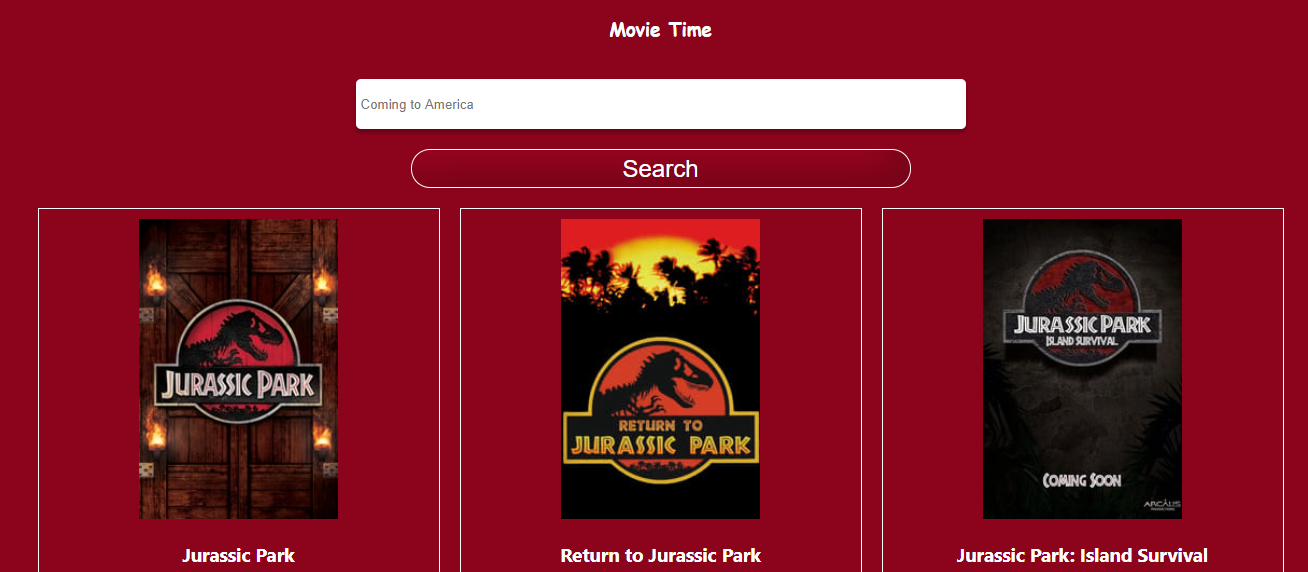 Movie Time
Coming to America
Search
JURASSIC PARK
RETURN TO
JURASSIC PARK
JURASSIC PARK
ISLAND SURVIVAL
COMING SOON
ARCALIS
PRODUCTIONS
Jurassic Park
Return to Jurassic Park
Jurassic Park: Island Survival